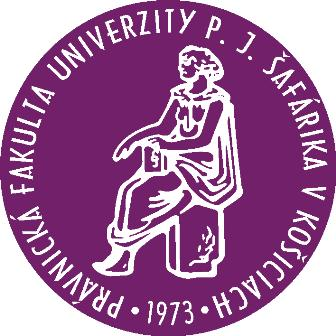 PRÁVNICKÁ FAKULTA UNIVERZITY P. J. ŠAFÁRIKA V KOŠICIACH
• 1973 •